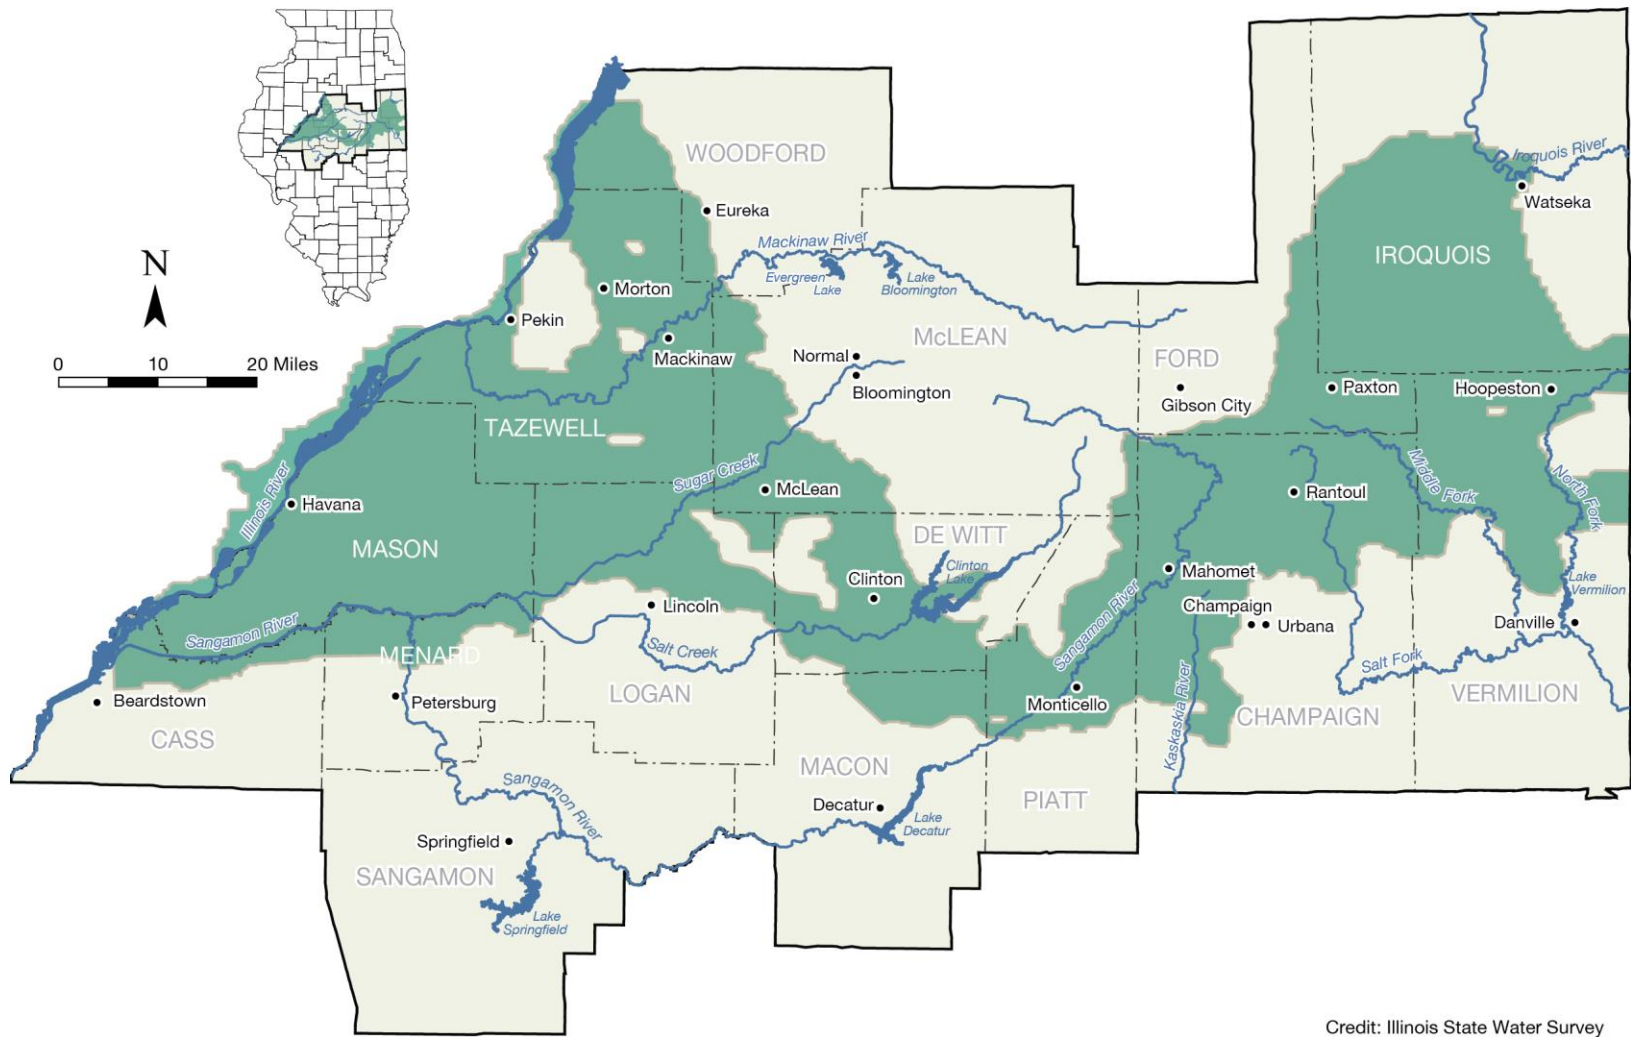 WOODFORD
Iroquois River
Watseka
Eureka
Mackinaw River
IROQUOIS
N
Evergreen
Lake
Lake
Bloomington
Morton
Pekin
McLEAN
0 10 20 Miles
Mackinaw
Normal
Bloomington
FORD
Gibson City
Paxton
Hoopeston
TAZEWELL
Sugar Creek
McLean
Middle Fork
North Fork
Rantoul
Illinois River
Havana
MASON
DE WITT
Clinton
Lake
Clinton
Mahomet
Lake
Vermilion
Lincoln
Champaign
Urbana
Danville
Sangamon River
Sangamon River
Salt Creek
MENARD
Salt Fork
LOGAN
Monticello
Kaskaskia River
VERMILION
Beardstown
Petersburg
CHAMPAIGN
CASS
MACON
Sangamon River
PIATT
Decatur
Lake
Decatur
Springfield
SANGAMON
Lake
Springfield
Credit: Illinois State Water Survey